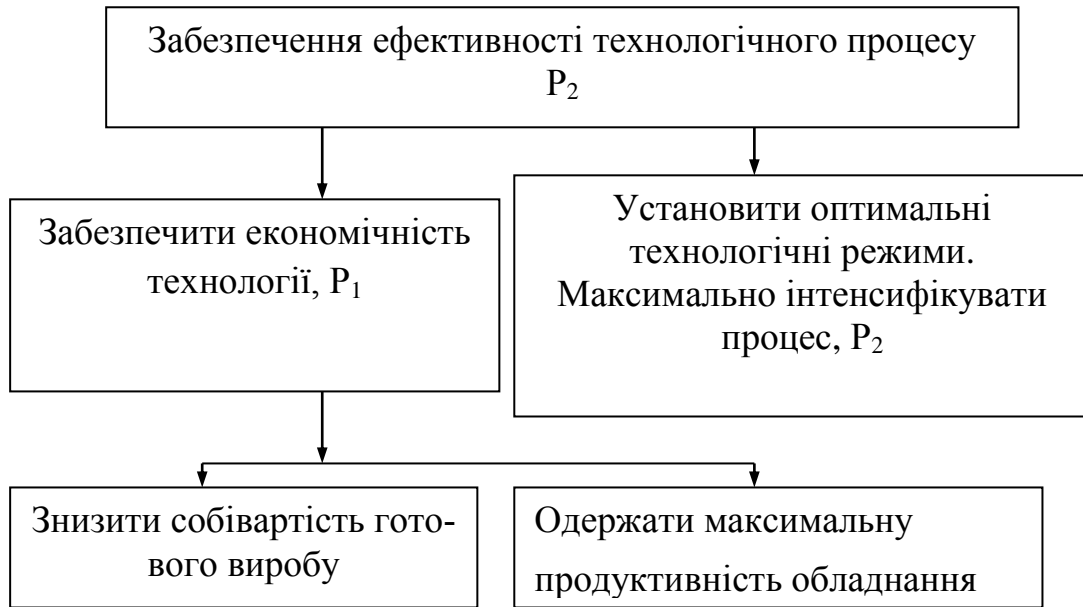 Забезпечення ефективності технологічного процесу
P₂
Забезпечити економічність
технології, P₁
Установити оптимальні
технологічні режими.
Максимально інтенсифікувати
процес, P₂
Знизити собівартість гото-
вого виробу
Одержати максимальну
продуктивність обладнання